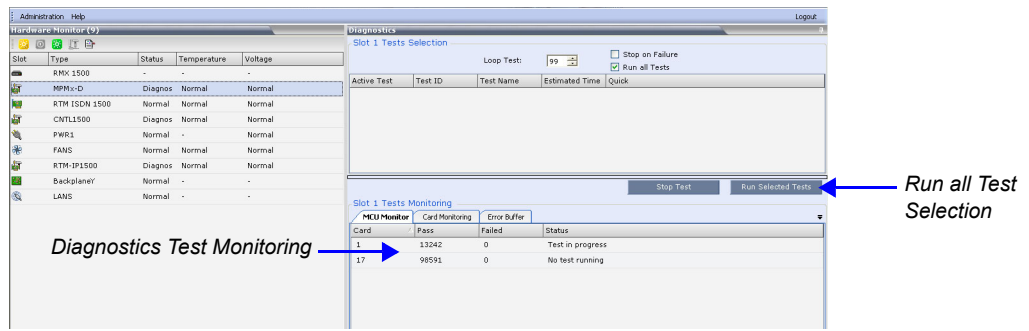 Administration Help Logout
Hardware Monitor (9)
Slot Type Status Temperature Voltage
RMX 1500 - - -
MPMx-D Diagnos Normal Normal
RTM ISDN 1500 Normal Normal Normal
CNTL1500 Diagnos Normal Normal
PWR1 Normal - Normal
FANS Normal Normal Normal
RTM-IP1500 Diagnos Normal Normal
BackplaneY Normal - -
LANS Normal - -
Diagnostics
Slot 1 Tests Selection
Loop Test: 99
Stop on Failure
Run all Tests
Active Test Test ID Test Name Estimated Time Quick
Stop Test Run Selected Tests
Run all Test
Selection
Slot 1 Tests Monitoring
MCU Monitor Card Monitoring Error Buffer
Card Pass Failed Status
1 13242 0 Test in progress
17 98591 0 No test running
Diagnostics Test Monitoring